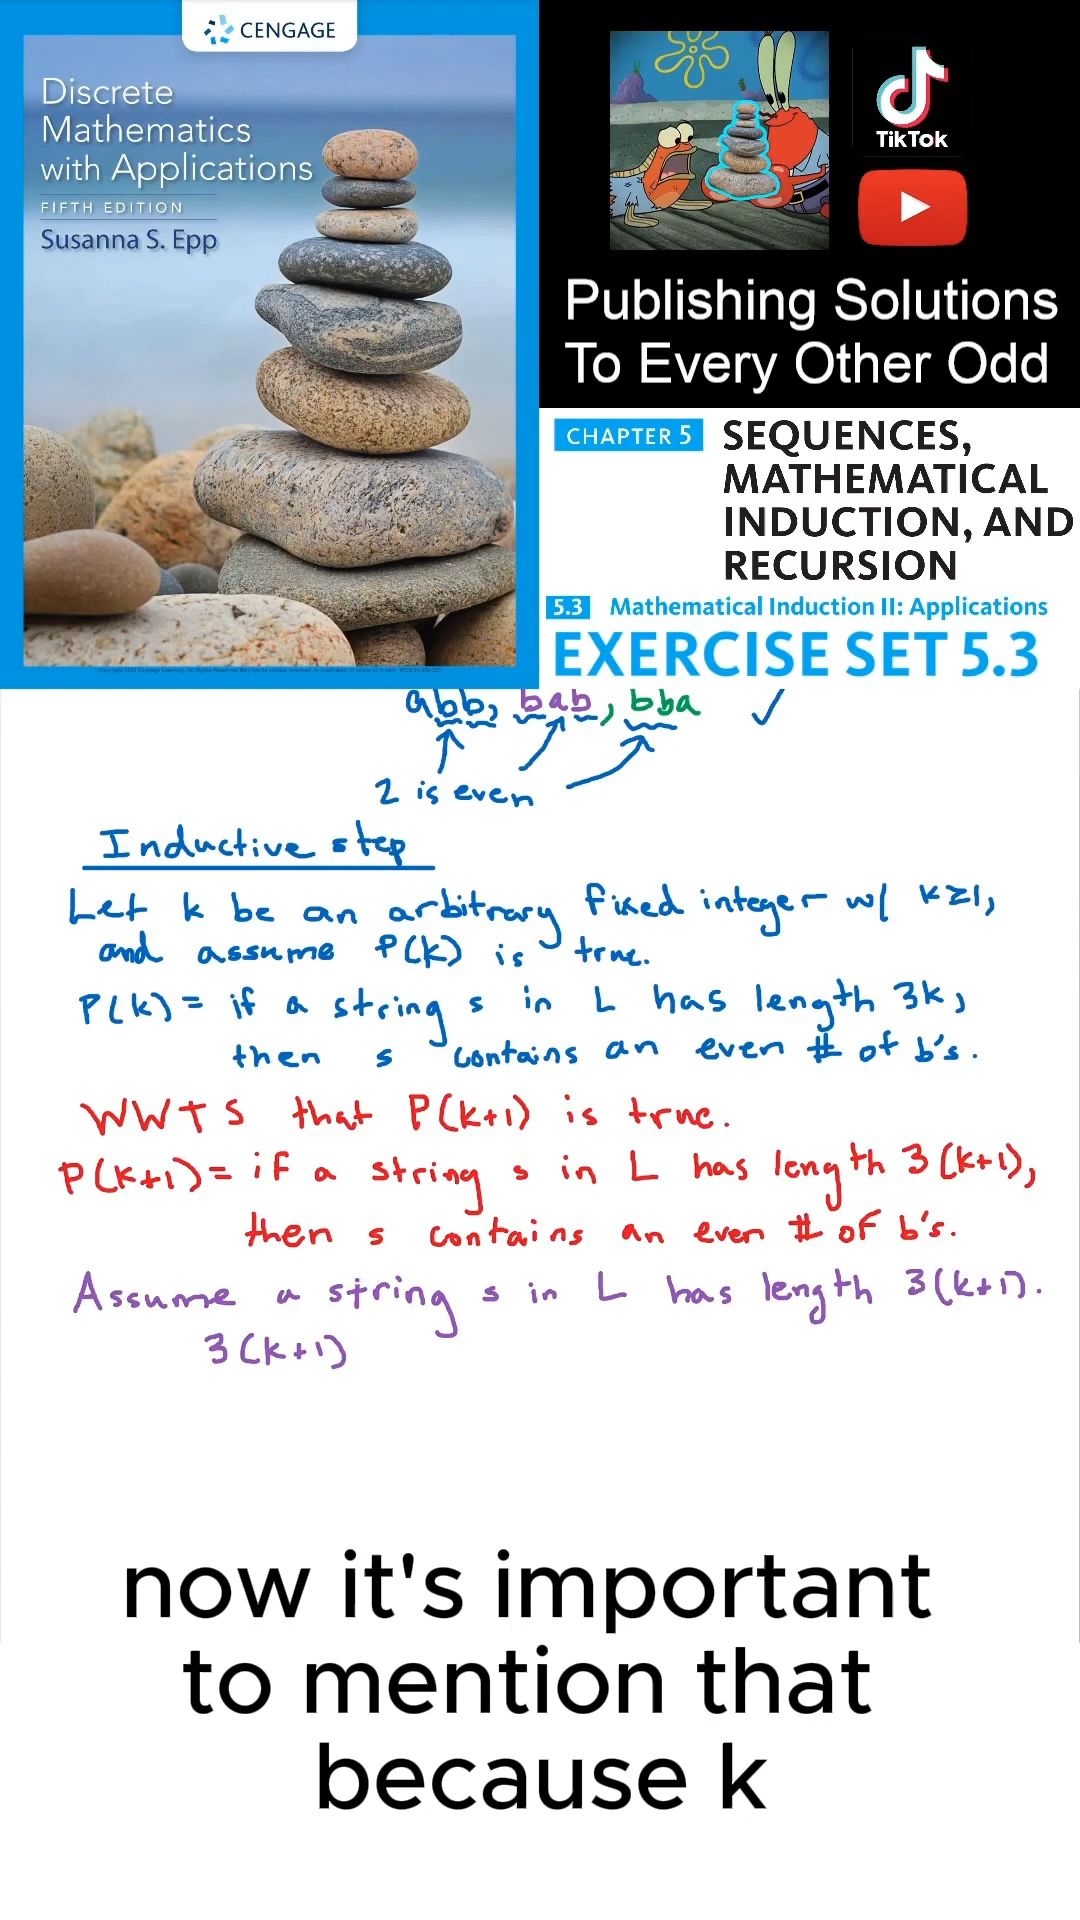 CENGAGE
Discrete
Mathematics
with Applications
FIFTH EDITION
Susanna S. Epp
TikTok
Publishing Solutions
To Every Other Odd
CHAPTER 5 SEQUENCES,
MATHEMATICAL
INDUCTION, AND
RECURSION
5.3 Mathematical Induction II: Applications
EXERCISE SET 5.3
abb, bab, bba ✓
2 is even
Inductive step
Let k be an arbitrary fixed integer w/ k≥1,
and assume P(k) is true.
P(k) = if a string s in L has length 3k,
then s contains an even # of b's.
WWTS that P(k+1) is true.
P(k+1) = if a string s in L has length 3(k+1),
then s contains an even # of b's.
Assume a string s in L has length 3(k+1).
3(k+1)
now it's important
to mention that
because k